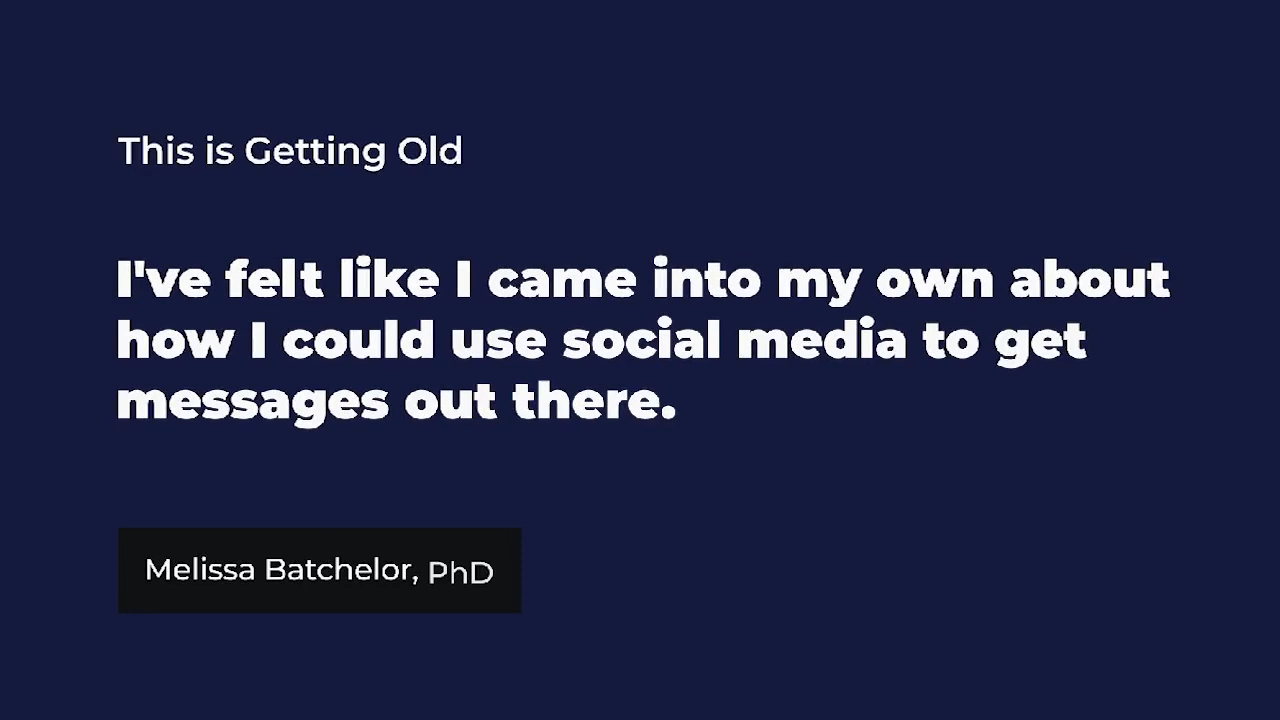 This is Getting Old
I've felt like I came into my own about
how I could use social media to get
messages out there.
Melissa Batchelor, PhD